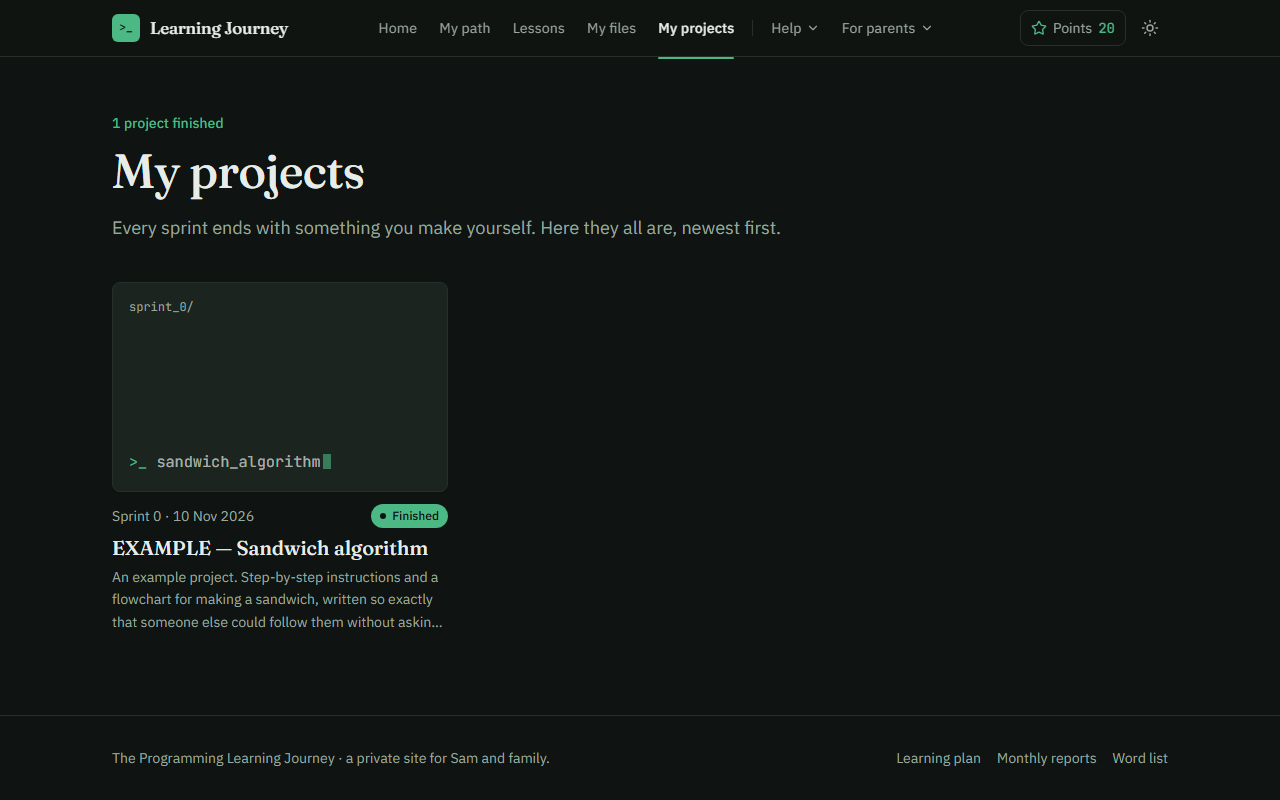 >_ Learning Journey
Home
My path
Lessons
My files
My projects
Help
For parents
Points 20
1 project finished
My projects
Every sprint ends with something you make yourself. Here they all are, newest first.
sprint_0/
>_ sandwich_algorithm
Sprint 0 · 10 Nov 2026
Finished
EXAMPLE — Sandwich algorithm
An example project. Step-by-step instructions and a
flowchart for making a sandwich, written so exactly
that someone else could follow them without askin...
The Programming Learning Journey · a private site for Sam and family.
Learning plan
Monthly reports
Word list